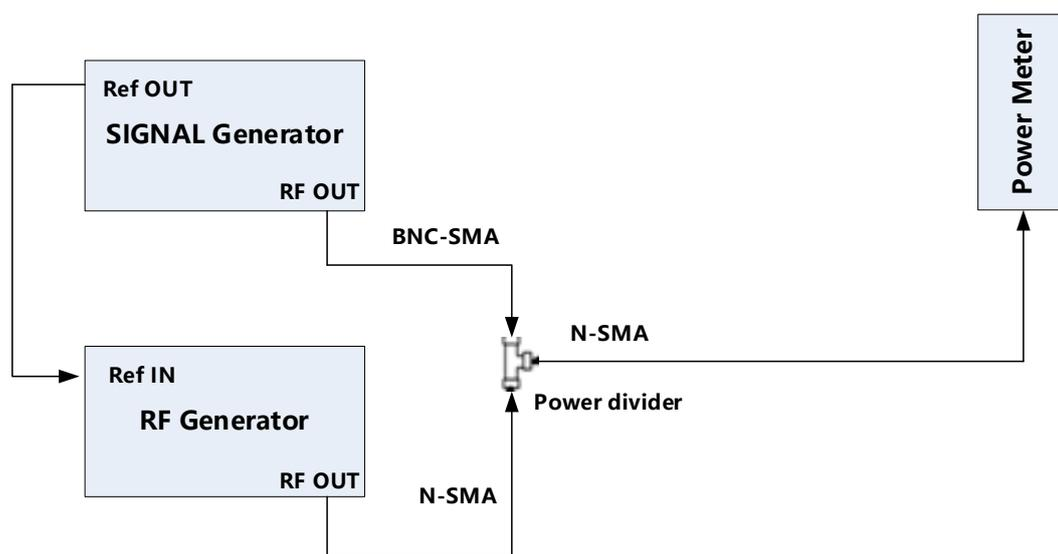 Ref OUT
SIGNAL Generator
RF OUT
BNC-SMA
Power Meter
N-SMA
Power divider
Ref IN
RF Generator
RF OUT
N-SMA